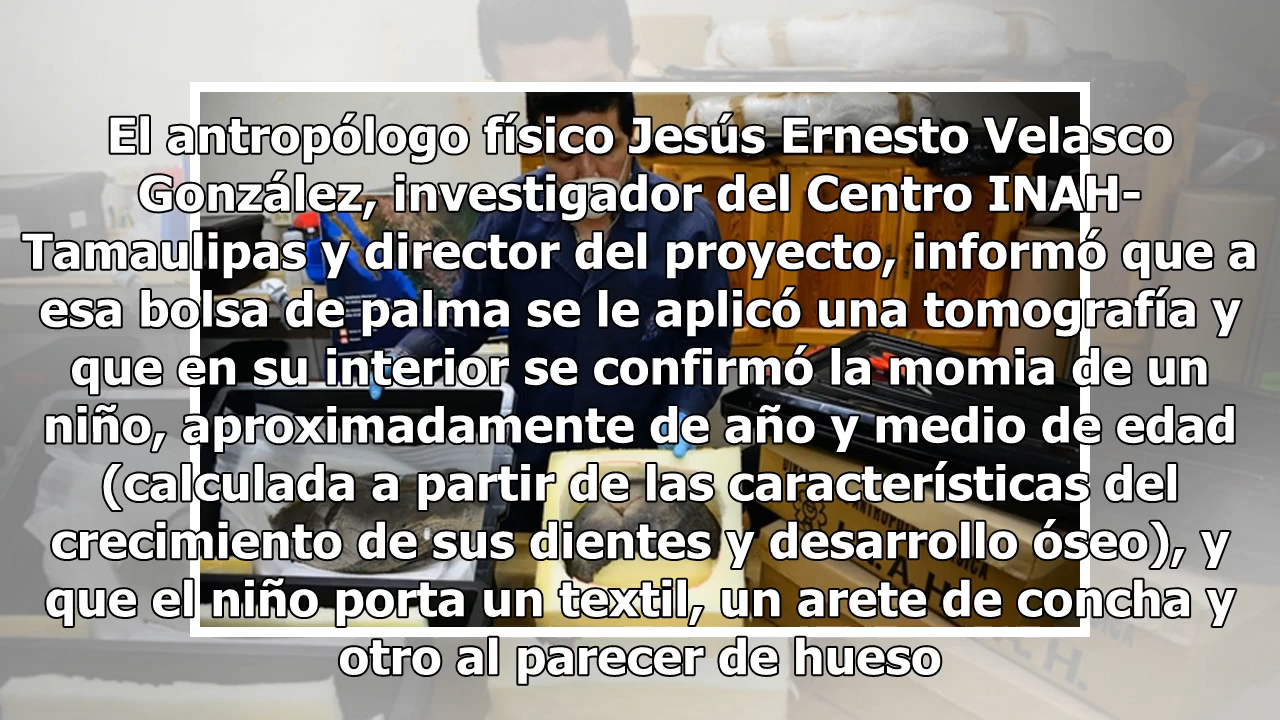 El antropólogo físico Jesús Ernesto Velasco
González, investigador del Centro INAH-
Tamaulipas y director del proyecto, informó que a
esa bolsa de palma se le aplicó una tomografía y
que en su interior se confirmó la momia de un
niño, aproximadamente de año y medio de edad
(calculada a partir de las características del
crecimiento de sus dientes y desarrollo óseo), y
que el niño porta un textil, un arete de concha y
otro al parecer de hueso